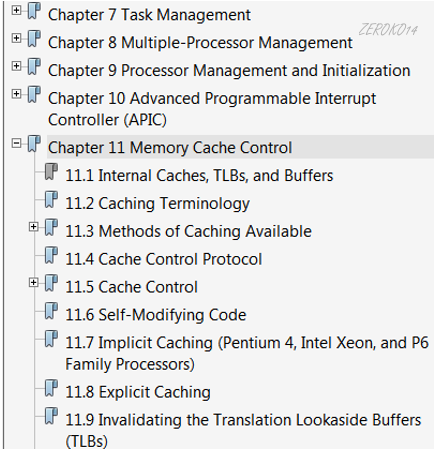 Chapter 7 Task Management
ZEROKO14
Chapter 8 Multiple-Processor Management
Chapter 9 Processor Management and Initialization
Chapter 10 Advanced Programmable Interrupt
Controller (APIC)
Chapter 11 Memory Cache Control
11.1 Internal Caches, TLBs, and Buffers
11.2 Caching Terminology
11.3 Methods of Caching Available
11.4 Cache Control Protocol
11.5 Cache Control
11.6 Self-Modifying Code
11.7 Implicit Caching (Pentium 4, Intel Xeon, and P6
Family Processors)
11.8 Explicit Caching
11.9 Invalidating the Translation Lookaside Buffers
(TLBs)